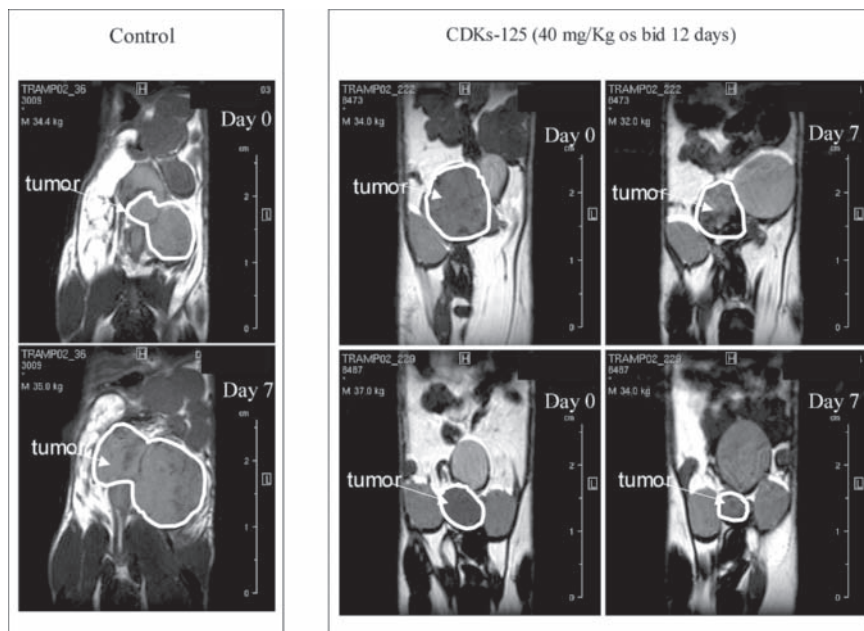 Control
TRAMP02_36
3009
*
M 34.4 kg
H
03
Day 0
cm
tumor
2
1
0
TRAMP02_36
3009
*
M 35.0 kg
H
Day 7
cm
tumor
2
L
1
0
CDKs-125 (40 mg/Kg os bid 12 days)
TRAMP02_222
8473
*
M 34.0 kg
H
Day 0
cm
tumor
2
L
1
0
TRAMP02_222
8473
*
M 32.0 kg
H
Day 7
cm
tumor
2
L
1
0
TRAMP02_229
8487
*
M 37.0 kg
H
Day 0
cm
tumor
2
L
1
0
TRAMP02_229
8487
*
M 34.0 kg
H
Day 7
cm
tumor
2
L
1
0